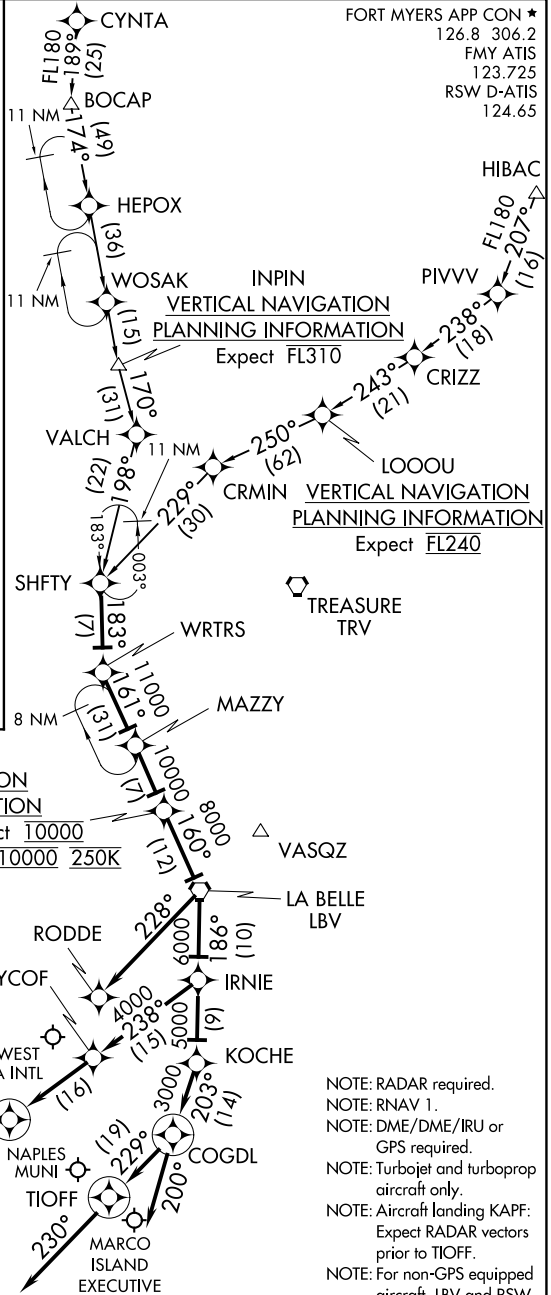 CYNTA
FORT MYERS APP CON ★
126.8 306.2
FMY ATIS
123.725
RSW D-ATIS
124.65
FL180
189°
(25)
BOCAP
11 NM
174°
(49)
HIBAC
HEPOX
FL180
207°
(16)
(36)
WOSAK
11 NM
(15)
PIVVV
238°
(18)
INPIN
VERTICAL NAVIGATION
PLANNING INFORMATION
Expect FL310
CRIZZ
243°
(21)
170°
(31)
VALCH
250°
(62)
LOOOU
VERTICAL NAVIGATION
PLANNING INFORMATION
Expect FL240
11 NM
(22)
198°
CRMIN
229°
(30)
183°
003°
SHFTY
TREASURE
TRV
183°
(7)
WRTRS
11000
161°
(31)
8 NM
MAZZY
10000
(7)
ON
TION
ct 10000
10000 250K
8000
160°
(12)
VASQZ
LA BELLE
LBV
228°
6000
186°
(10)
RODDE
IRNIE
YCOF
4000
238°
(15)
5000
(9)
WEST
A INTL
KOCHE
(16)
3000
203°
(14)
COGDL
NAPLES
MUNI
(19)
229°
200°
TIOFF
230°
MARCO
ISLAND
EXECUTIVE
NOTE: RADAR required.
NOTE: RNAV 1.
NOTE: DME/DME/IRU or
GPS required.
NOTE: Turbojet and turboprop
aircraft only.
NOTE: Aircraft landing KAPF:
Expect RADAR vectors
prior to TIOFF.
NOTE: For non-GPS equipped
aircraft, LBV and RSW